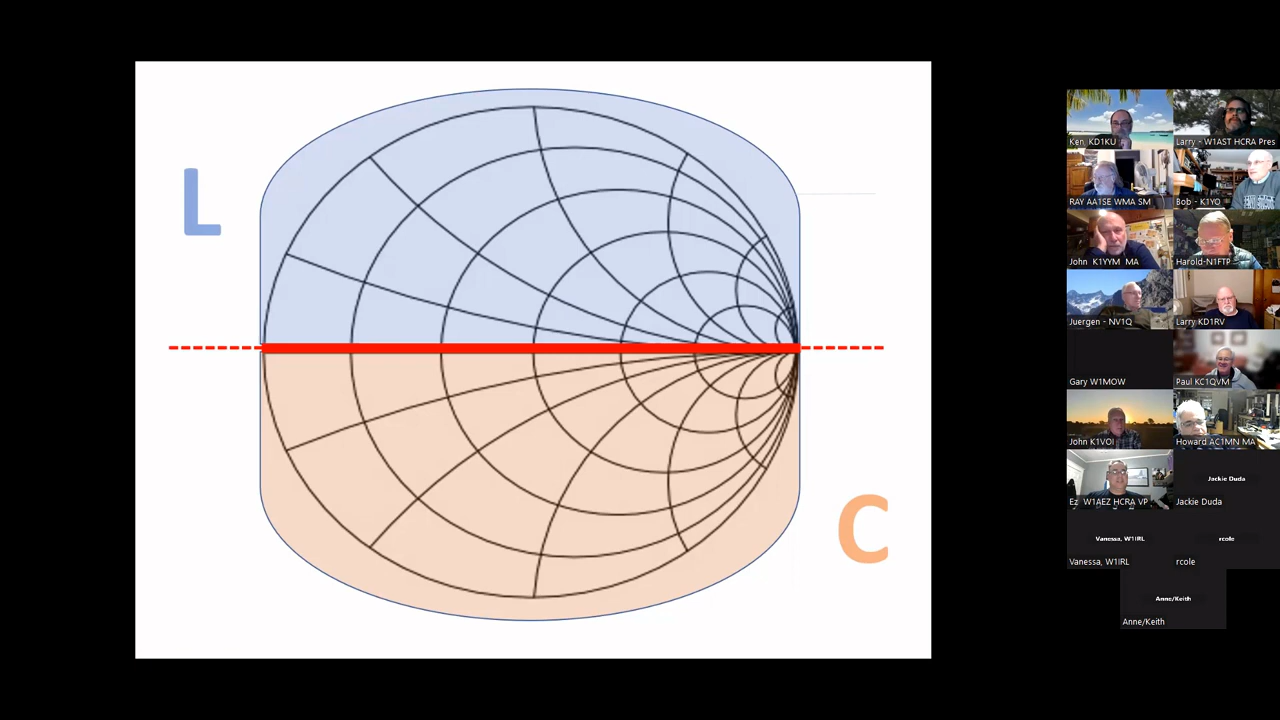 L
C
Ken KD1KU
Larry - W1AST HCRA Pres
RAY AA1SE WMA SM
Bob - K1YO
John K1YYM MA
Harold-N1FTP
Juergen - NV1Q
Larry KD1RV
Gary W1MOW
Paul KC1QVM
John K1VOI
Howard AC1MN MA
Ez W1AEZ HCRA VP
Jackie Duda
Jackie Duda
Vanessa, W1IRL
Vanessa, W1IRL
rcole
rcole
Anne/Keith
Anne/Keith